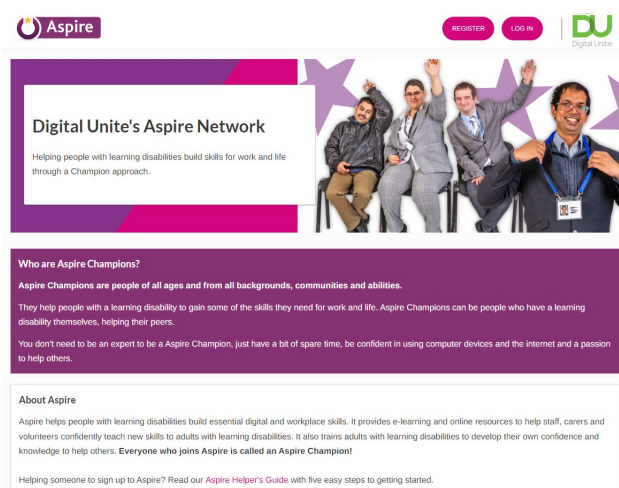 Aspire
REGISTER
LOG IN
DU
Digital Unite
Digital Unite's Aspire Network
Helping people with learning disabilities build skills for work and life
through a Champion approach.
Who are Aspire Champions?
Aspire Champions are people of all ages and from all backgrounds, communities and abilities.
They help people with a learning disability to gain some of the skills they need for work and life. Aspire Champions can be people who have a learning
disability themselves, helping their peers.
You don't need to be an expert to be a Aspire Champion, just have a bit of spare time, be confident in using computer devices and the internet and a passion
to help others.
About Aspire
Aspire helps people with learning disabilities build essential digital and workplace skills. It provides e-learning and online resources to help staff, carers and
volunteers confidently teach new skills to adults with learning disabilities. It also trains adults with learning disabilities to develop their own confidence and
knowledge to help others. Everyone who joins Aspire is called an Aspire Champion!
Helping someone to sign up to Aspire? Read our Aspire Helper's Guide with five easy steps to getting started.